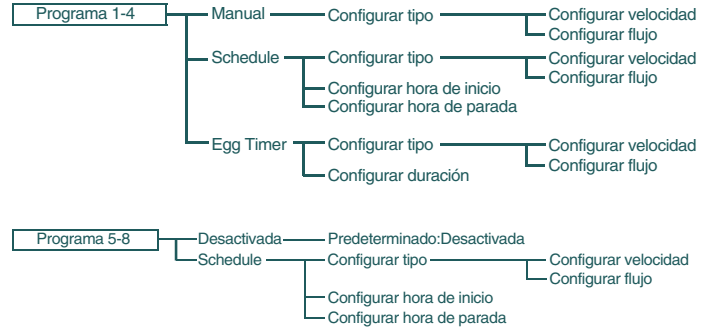 Programa 1-4 Manual Configurar tipo Configurar velocidad
Configurar flujo
Schedule Configurar tipo Configurar velocidad
Configurar flujo
Configurar hora de inicio
Configurar hora de parada
Egg Timer Configurar tipo Configurar velocidad
Configurar flujo
Configurar duración
Programa 5-8 Desactivada Predeterminado:Desactivada
Schedule Configurar tipo Configurar velocidad
Configurar flujo
Configurar hora de inicio
Configurar hora de parada